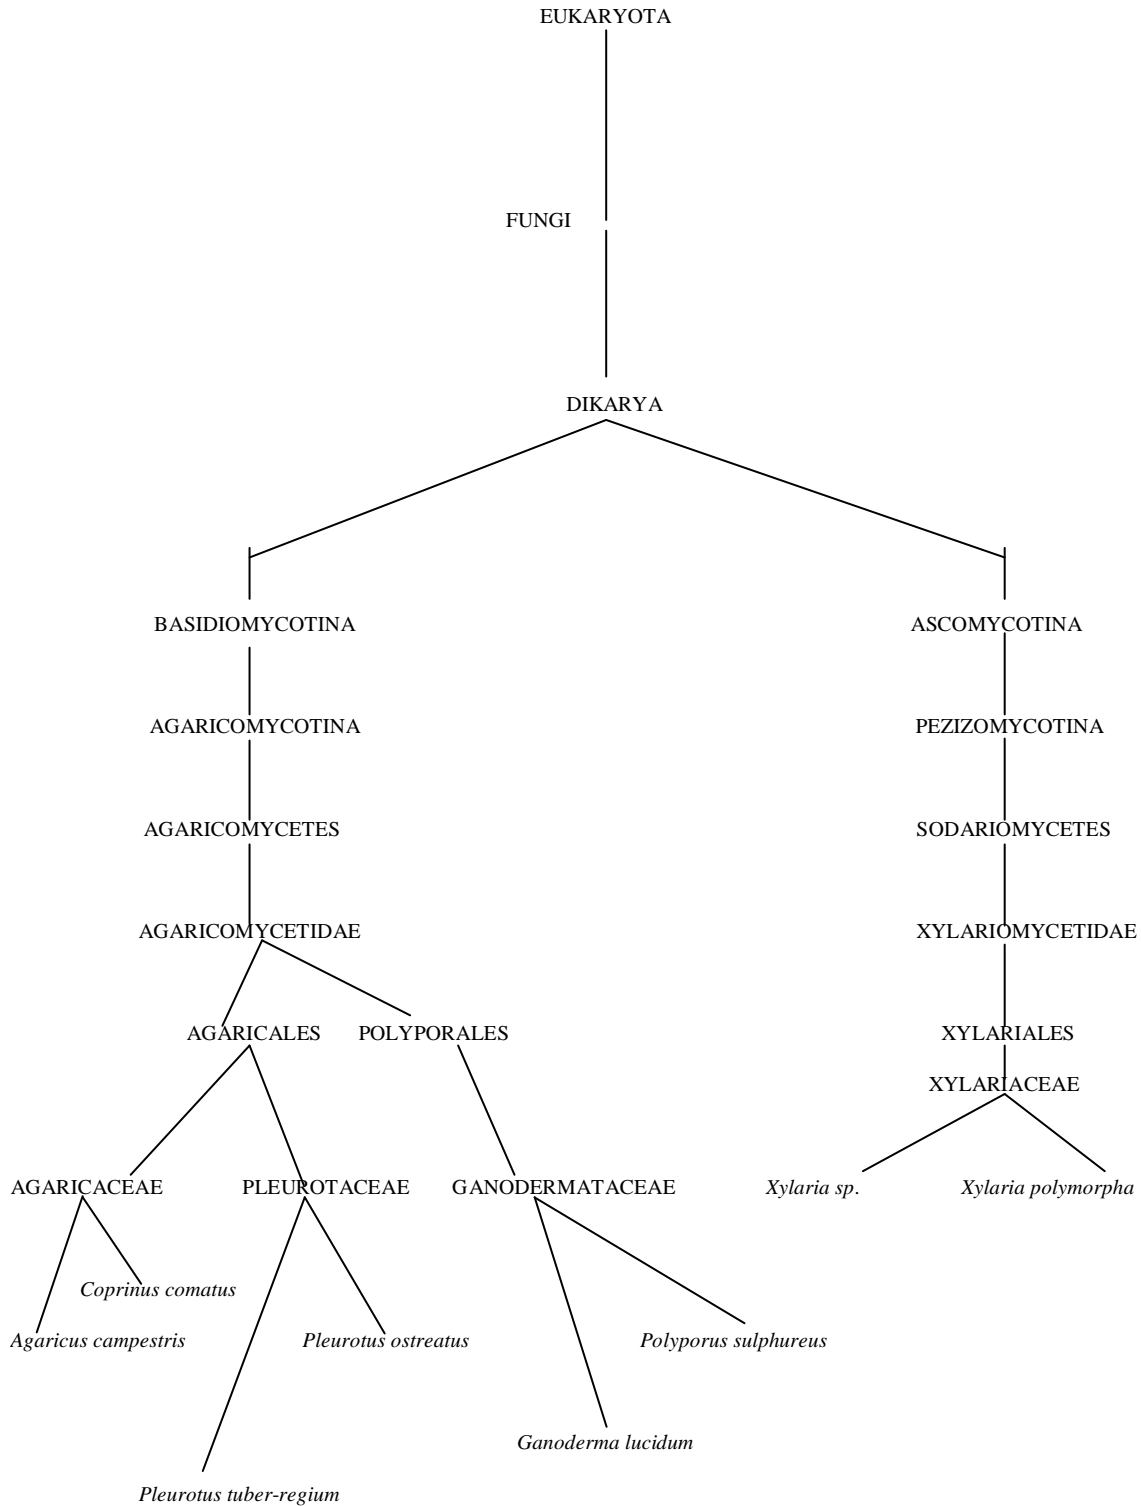 EUKARYOTA
FUNGI
DIKARYA
BASIDIOMYCOTINA
ASCOMYCOTINA
AGARICOMYCOTINA
PEZIZOMYCOTINA
AGARICOMYCETES
SODARIOMYCETES
AGARICOMYCETIDAE
XYLARIOMYCETIDAE
AGARICALES
POLYPORALES
XYLARIALES
XYLARIACEAE
AGARICACEAE
PLEUROTACEAE
GANODERMATACEAE
Xylaria sp.
Xylaria polymorpha
Coprinus comatus
Agaricus campestris
Pleurotus ostreatus
Polyporus sulphureus
Ganoderma lucidum
Pleurotus tuber-regium